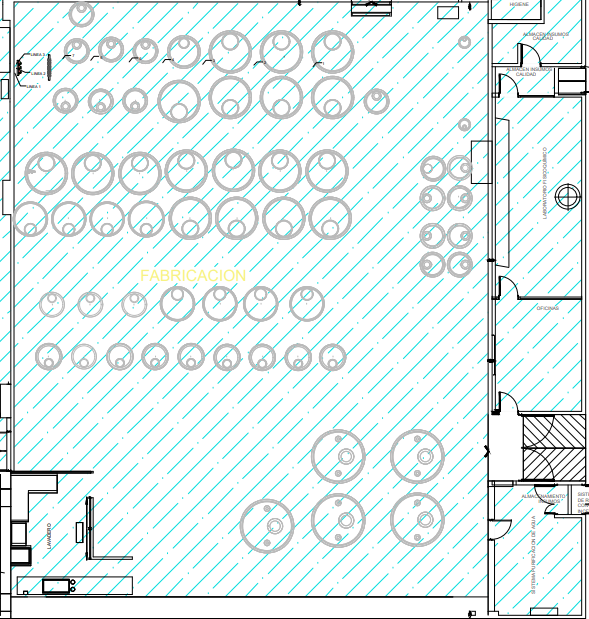 HIGIENE
ALMACEN INSUMOS
CALIDAD
ALMACEN INSUMOS
CALIDAD
LINEA 3
LINEA 2
LINEA 1
LABORATORIO FISICOQUIMICO
FABRICACION
OFICINAS
ALMACENAMIENTO
INSUMOS
LAVADERO
SISTEMA PURIFICACION DE AGUA